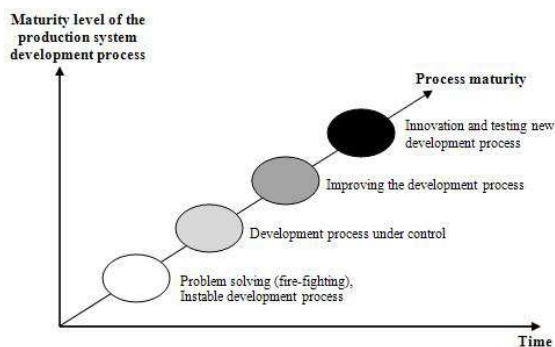 Maturity level of the
production system
development process
Process maturity
Innovation and testing new
development process
Improving the development process
Development process under control
Problem solving (fire-fighting),
Instable development process
Time